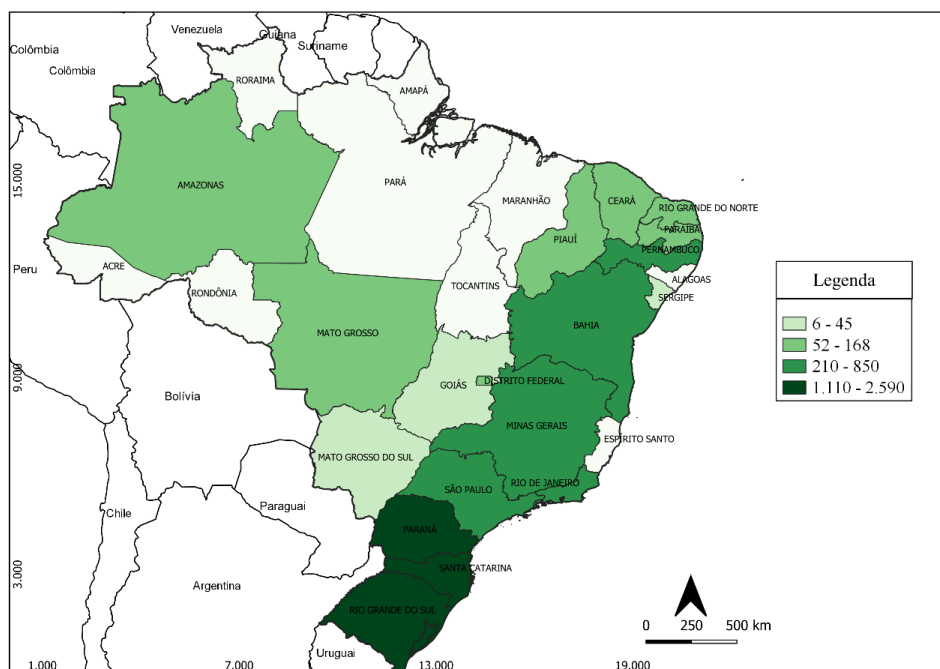 Venezuela
Guiana
Suriname
Colômbia
Colômbia
RORAIMA
AMAPÁ
15.000
AMAZONAS
PARÁ
MARANHÃO
CEARÁ
RIO GRANDE DO NORTE
PARAÍBA
PIAUÍ
PERNAMBUCO
Peru
ACRE
RONDÔNIA
TOCANTINS
ALAGOAS
SERGIPE
Legenda
MATO GROSSO
BAHIA
6 - 45
52 - 168
210 - 850
1.110 - 2.590
9.000
GOIÁS
DISTRITO FEDERAL
Bolívia
MINAS GERAIS
ESPÍRITO SANTO
MATO GROSSO DO SUL
SÃO PAULO
RIO DE JANEIRO
Chile
Paraguai
PARANÁ
3.000
Argentina
SANTA CATARINA
RIO GRANDE DO SUL
0 250 500 km
Uruguai
1.000 7.000 13.000 19.000